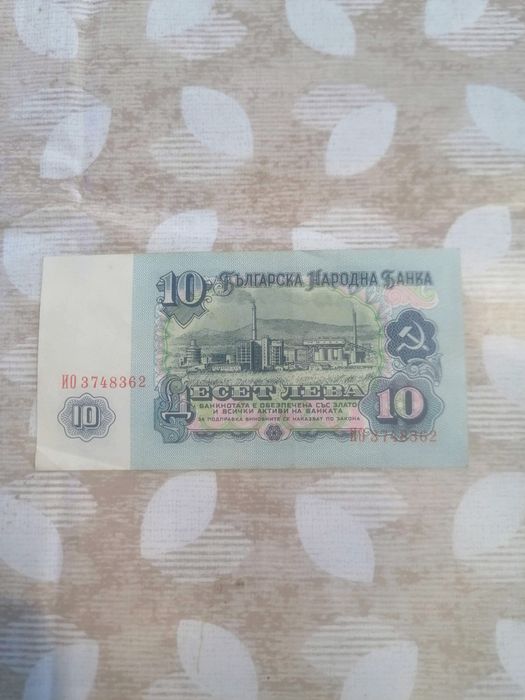 10 Българска Народна Банка
ИО 3748362
Десет лева
БАНКНОТАТА Е ОБЕЗПЕЧЕНА СЪС ЗЛАТО
И ВСИЧКИ АКТИВИ НА БАНКАТА
ЗА ПОДПРАВКА ВИНОВНИТЕ СЕ НАКАЗВАТ ПО ЗАКОНА
10
10
ИО 3748362